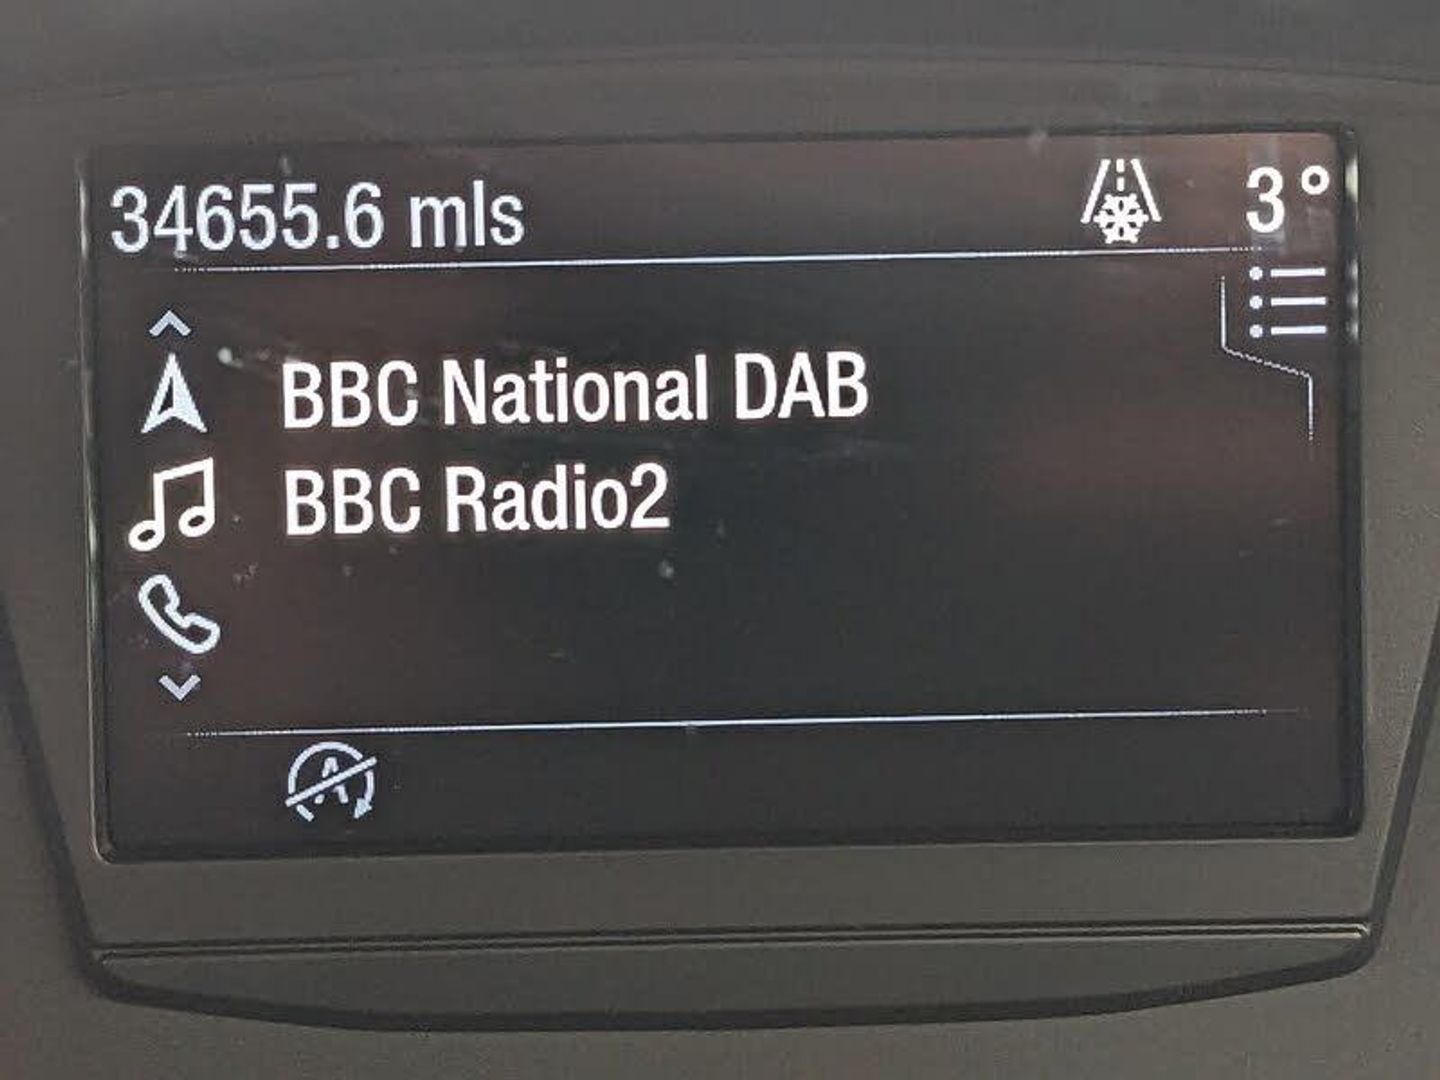 34655.6 mls
3°
BBC National DAB
BBC Radio2
A